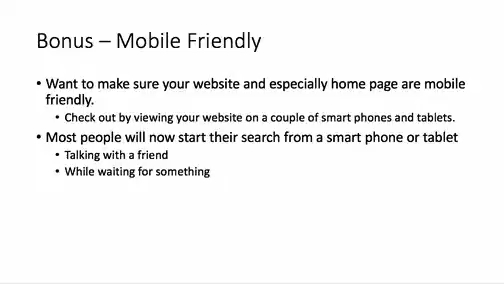 Bonus – Mobile Friendly
• Want to make sure your website and especially home page are mobile
friendly.
• Check out by viewing your website on a couple of smart phones and tablets.
• Most people will now start their search from a smart phone or tablet
• Talking with a friend
• While waiting for something